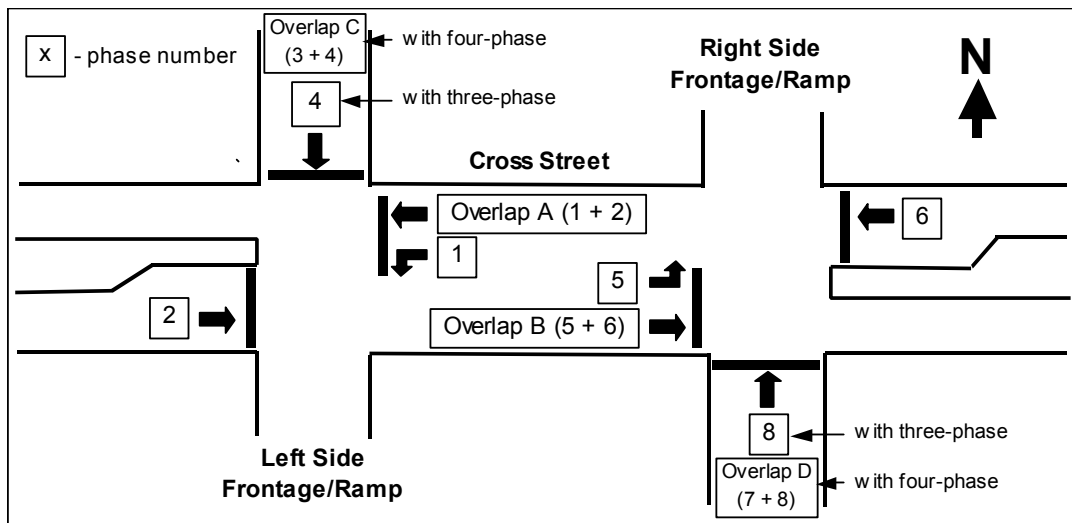 Overlap C
(3 + 4)
with four-phase
x - phase number
4
with three-phase
Right Side
Frontage/Ramp
N
Cross Street
Overlap A (1 + 2)
6
1
5
2
Overlap B (5 + 6)
8
with three-phase
Overlap D
(7 + 8)
with four-phase
Left Side
Frontage/Ramp